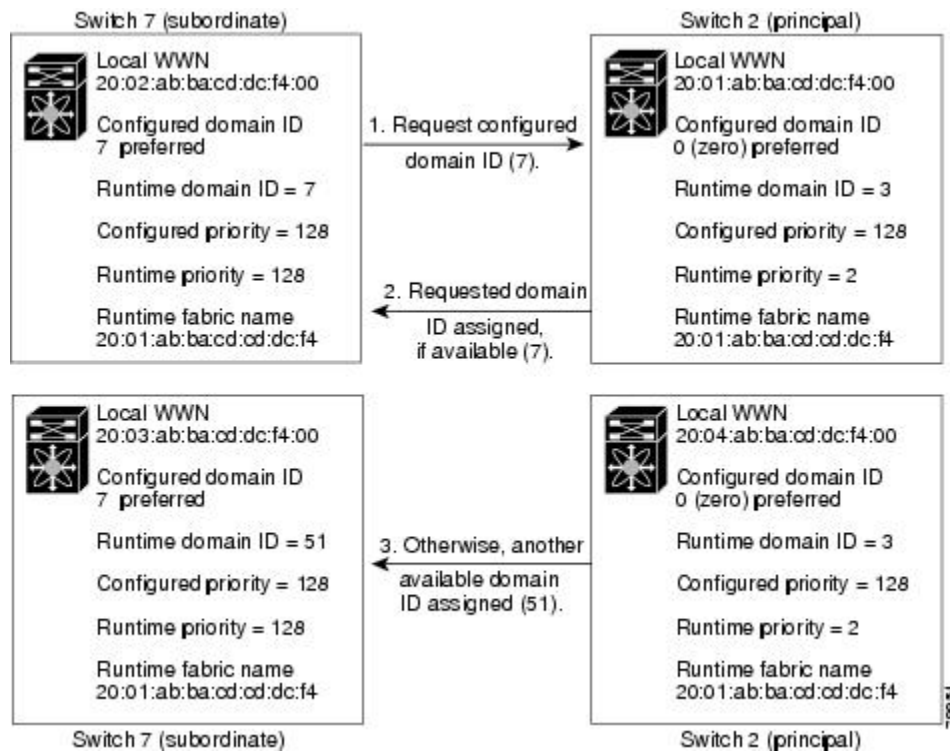 Switch 7 (subordinate)
Local WWN
20:02:ab:ba:cd:dc:f4:00
Configured domain ID
7 preferred
Runtime domain ID = 7
Configured priority = 128
Runtime priority = 128
Runtime fabric name
20:01:ab:ba:cd:cd:dc:f4
1. Request configured
domain ID (7).
2. Requested domain
ID assigned,
if available (7).
Switch 2 (principal)
Local WWN
20:01:ab:ba:cd:dc:f4:00
Configured domain ID
0 (zero) preferred
Runtime domain ID = 3
Configured priority = 128
Runtime priority = 2
Runtime fabric name
20:01:ab:ba:cd:cd:dc:f4
Local WWN
20:03:ab:ba:cd:dc:f4:00
Configured domain ID
7 preferred
Runtime domain ID = 51
Configured priority = 128
Runtime priority = 128
Runtime fabric name
20:01:ab:ba:cd:cd:dc:f4
Switch 7 (subordinate)
3. Otherwise, another
available domain
ID assigned (51).
Local WWN
20:04:ab:ba:cd:dc:f4:00
Configured domain ID
0 (zero) preferred
Runtime domain ID = 3
Configured priority = 128
Runtime priority = 2
Runtime fabric name
20:01:ab:ba:cd:cd:dc:f4
Switch 2 (principal)